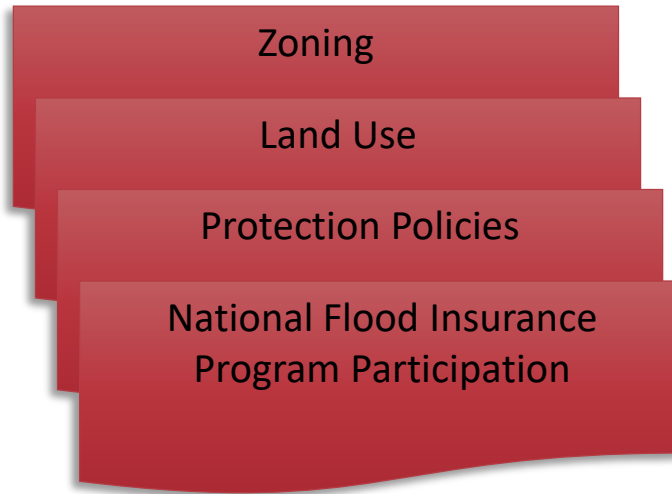 Zoning
Land Use
Protection Policies
National Flood Insurance
Program Participation